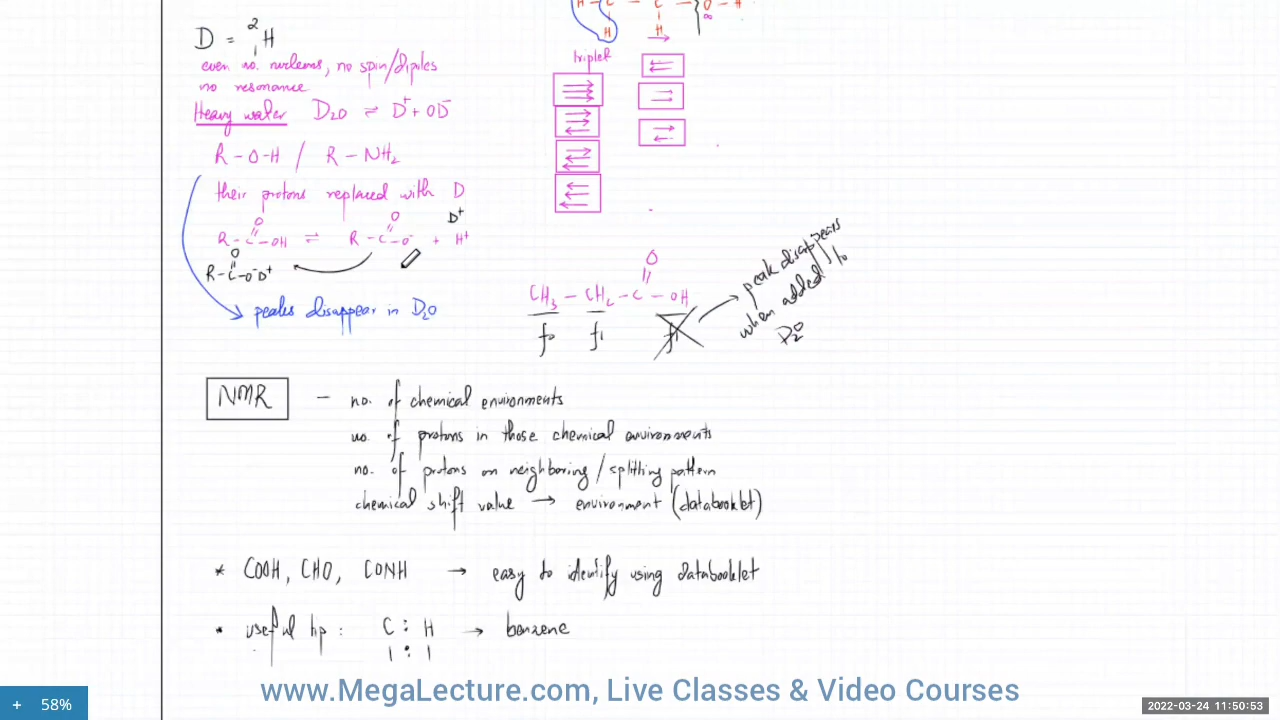 H C C O H
H H
D = ²₁H
even no. nucleons, no spin/dipoles
no resonance
Heavy water D₂O ⇌ D⁺ + OD⁻
R-O-H / R-NH₂
their protons replaced with D
O O D⁺
R-C-OH ⇌ R-C-O⁻ + H⁺
O
R-C-O⁻D⁺
peaks disappear in D₂O
triplet
O
CH₃-CH₂-C-OH
peak disappears
when added to
D₂O
NMR - no. of chemical environments
no. of protons in those chemical environments
no. of protons on neighboring/splitting pattern
chemical shift value → environment (databooklet)
* COOH, CHO, CONH → easy to identify using databooklet
* useful tip: C : H → benzene
1 : 1
www.MegaLecture.com, Live Classes & Video Courses
+ 58%
2022-03-24 11:50:53